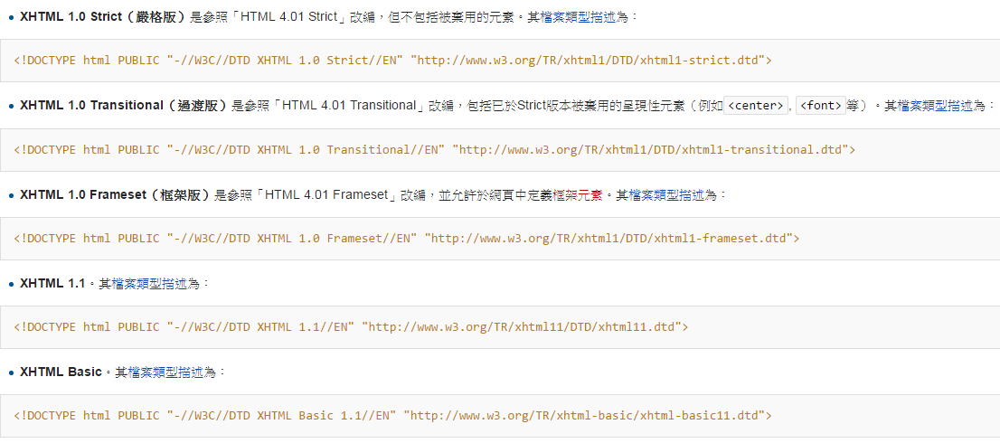 XHTML 1.0 Strict（嚴格版）是參照「HTML 4.01 Strict」改編，但不包括被棄用的元素。其檔案類型描述為：
<!DOCTYPE html PUBLIC "-//W3C//DTD XHTML 1.0 Strict//EN" "http://www.w3.org/TR/xhtml1/DTD/xhtml1-strict.dtd">
XHTML 1.0 Transitional（過渡版）是參照「HTML 4.01 Transitional」改編，包括已於Strict版本被棄用的呈現性元素（例如<center>, <font>等）。其檔案類型描述為：
<!DOCTYPE html PUBLIC "-//W3C//DTD XHTML 1.0 Transitional//EN" "http://www.w3.org/TR/xhtml1/DTD/xhtml1-transitional.dtd">
XHTML 1.0 Frameset（框架版）是參照「HTML 4.01 Frameset」改編，並允許於網頁中定義框架元素。其檔案類型描述為：
<!DOCTYPE html PUBLIC "-//W3C//DTD XHTML 1.0 Frameset//EN" "http://www.w3.org/TR/xhtml1/DTD/xhtml1-frameset.dtd">
XHTML 1.1。其檔案類型描述為：
<!DOCTYPE html PUBLIC "-//W3C//DTD XHTML 1.1//EN" "http://www.w3.org/TR/xhtml11/DTD/xhtml11.dtd">
XHTML Basic。其檔案類型描述為：
<!DOCTYPE html PUBLIC "-//W3C//DTD XHTML Basic 1.1//EN" "http://www.w3.org/TR/xhtml-basic/xhtml-basic11.dtd">